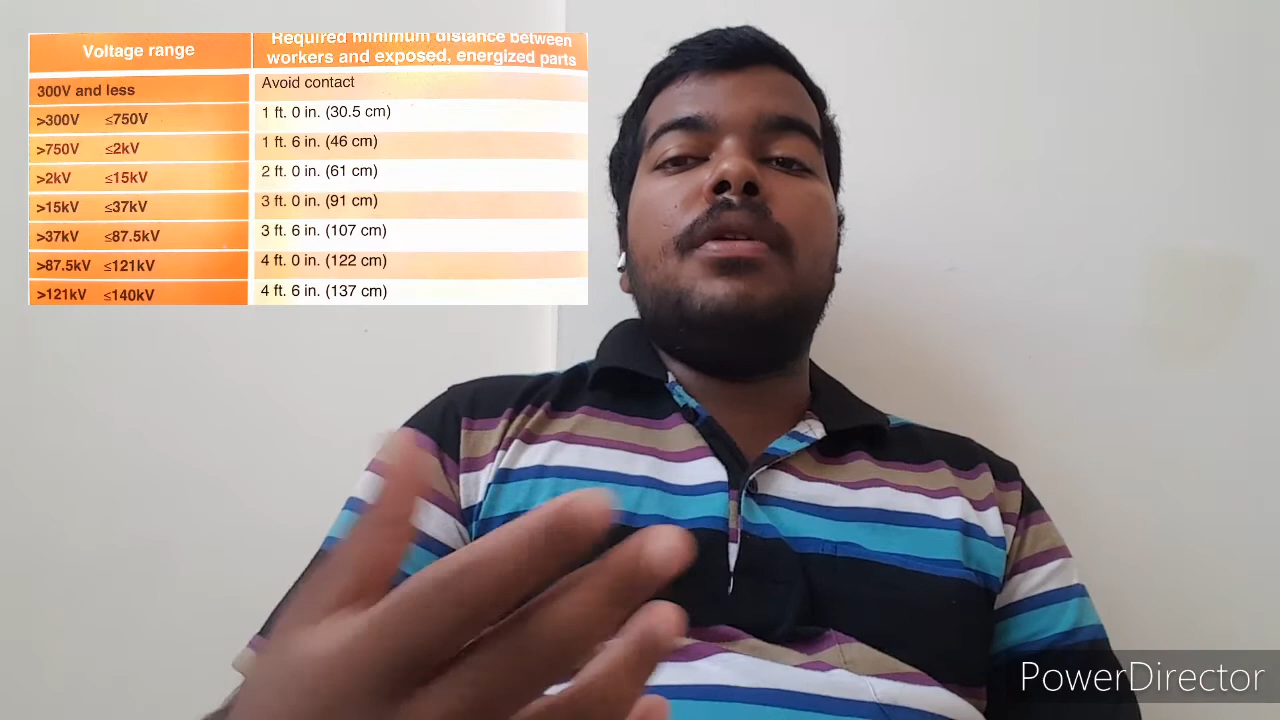 Voltage range
Required minimum distance between
workers and exposed, energized parts
300V and less Avoid contact
>300V ≤750V 1 ft. 0 in. (30.5 cm)
>750V ≤2kV 1 ft. 6 in. (46 cm)
>2kV ≤15kV 2 ft. 0 in. (61 cm)
>15kV ≤37kV 3 ft. 0 in. (91 cm)
>37kV ≤87.5kV 3 ft. 6 in. (107 cm)
>87.5kV ≤121kV 4 ft. 0 in. (122 cm)
>121kV ≤140kV 4 ft. 6 in. (137 cm)
PowerDirector